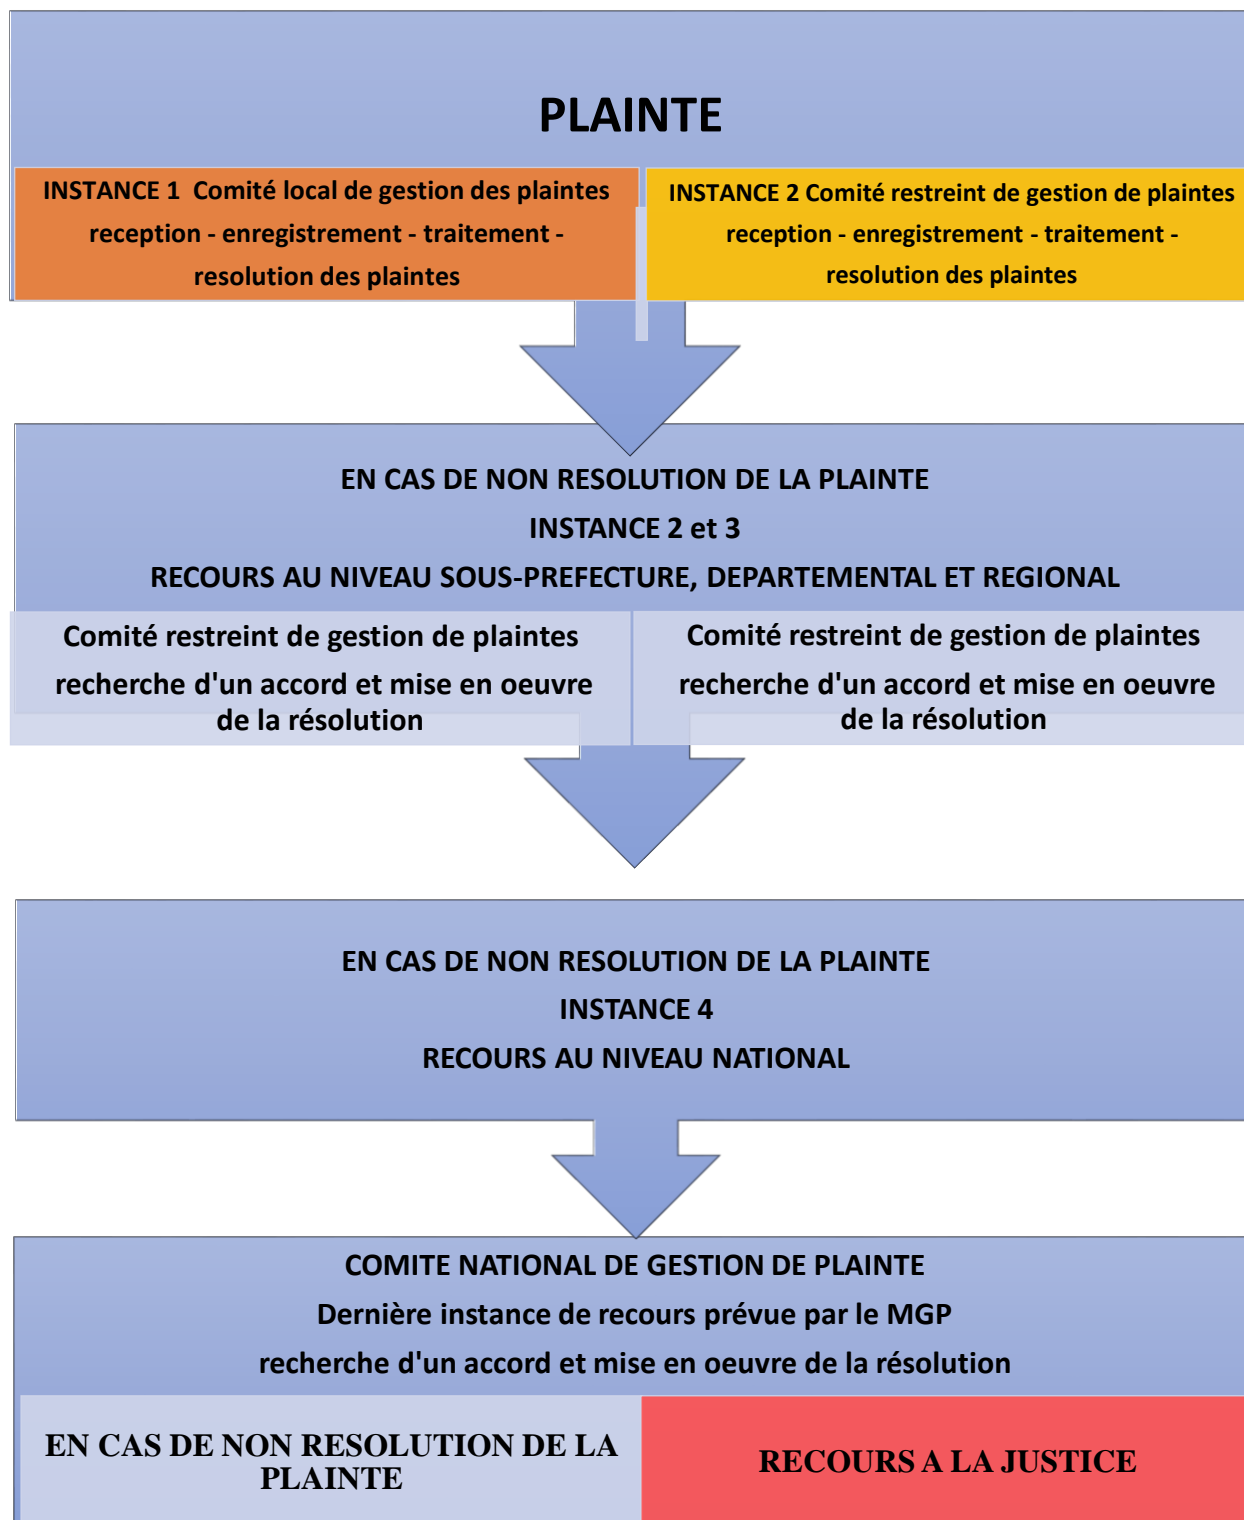 PLAINTE
INSTANCE 1 Comité local de gestion des plaintes
reception - enregistrement - traitement -
resolution des plaintes
INSTANCE 2 Comité restreint de gestion de plaintes
reception - enregistrement - traitement -
resolution des plaintes
EN CAS DE NON RESOLUTION DE LA PLAINTE
INSTANCE 2 et 3
RECOURS AU NIVEAU SOUS-PREFECTURE, DEPARTEMENTAL ET REGIONAL
Comité restreint de gestion de plaintes
recherche d'un accord et mise en oeuvre
de la résolution
Comité restreint de gestion de plaintes
recherche d'un accord et mise en oeuvre
de la résolution
EN CAS DE NON RESOLUTION DE LA PLAINTE
INSTANCE 4
RECOURS AU NIVEAU NATIONAL
COMITE NATIONAL DE GESTION DE PLAINTE
Dernière instance de recours prévue par le MGP
recherche d'un accord et mise en oeuvre de la résolution
EN CAS DE NON RESOLUTION DE LA
PLAINTE
RECOURS A LA JUSTICE